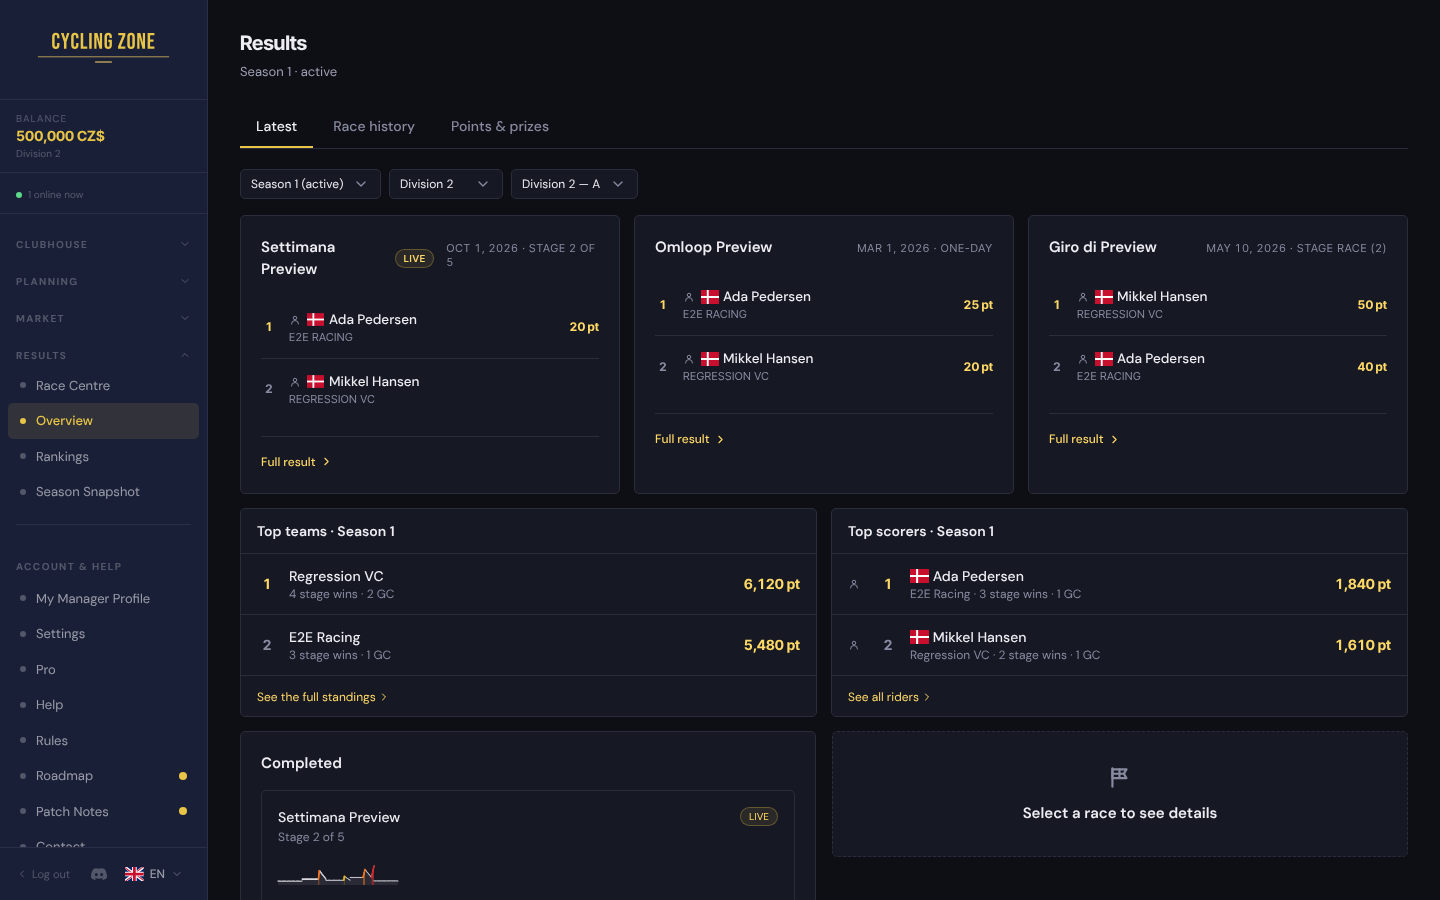 CYCLING ZONE
BALANCE
500,000 CZ$
Division 2
1 online now
CLUBHOUSE
PLANNING
MARKET
RESULTS
Race Centre
Overview
Rankings
Season Snapshot
ACCOUNT & HELP
My Manager Profile
Settings
Pro
Help
Rules
Roadmap
Patch Notes
Contact
Log out
EN
Results
Season 1 · active
Latest
Race history
Points & prizes
Season 1 (active)
Division 2
Division 2 — A
Settimana
Preview
LIVE
OCT 1, 2026 · STAGE 2 OF
5
1
Ada Pedersen
E2E RACING
20 pt
2
Mikkel Hansen
REGRESSION VC
Full result
Omloop Preview
MAR 1, 2026 · ONE-DAY
1
Ada Pedersen
E2E RACING
25 pt
2
Mikkel Hansen
REGRESSION VC
20 pt
Full result
Giro di Preview
MAY 10, 2026 · STAGE RACE (2)
1
Mikkel Hansen
REGRESSION VC
50 pt
2
Ada Pedersen
E2E RACING
40 pt
Full result
Top teams · Season 1
1
Regression VC
4 stage wins · 2 GC
6,120 pt
2
E2E Racing
3 stage wins · 1 GC
5,480 pt
See the full standings
Top scorers · Season 1
1
Ada Pedersen
E2E Racing · 3 stage wins · 1 GC
1,840 pt
2
Mikkel Hansen
Regression VC · 2 stage wins · 1 GC
1,610 pt
See all riders
Completed
Settimana Preview
LIVE
Stage 2 of 5
Select a race to see details